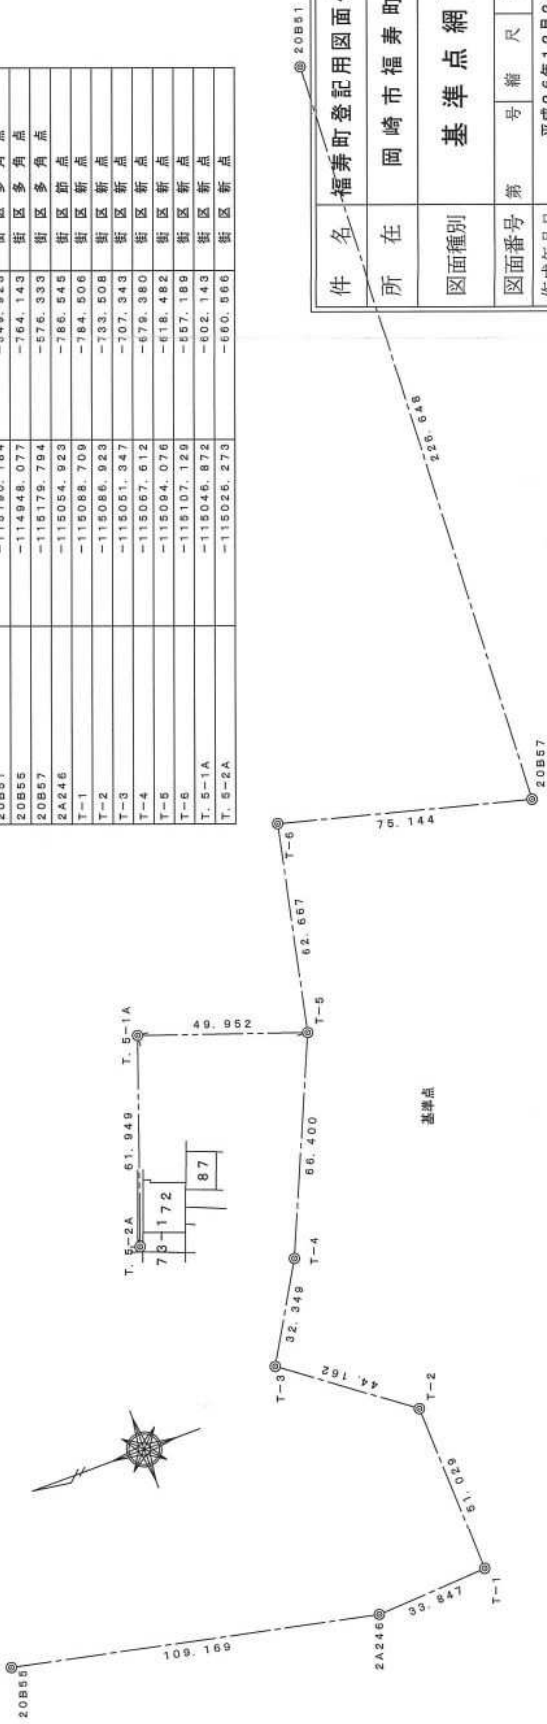 20B55 -114948.077 -764.143 街区多角点
20B57 -115179.794 -576.333 街区多角点
2A246 -115054.923 -786.545 街区節点
T-1 -115088.709 -784.506 街区新点
T-2 -115086.923 -733.508 街区新点
T-3 -115051.347 -707.343 街区新点
T-4 -115067.612 -679.380 街区新点
T-5 -115094.076 -618.482 街区新点
T-6 -115107.129 -557.189 街区新点
T.5-1A -115046.872 -602.143 街区新点
T.5-2A -115026.273 -660.566 街区新点
20B55
109.169
2A246
33.847
T-1
51.029
T-2
44.162
T-3
32.349
T-4
66.400
T-5
62.667
T-6
75.144
20B57
226.648
20B51
T.5-2A
61.949
T.5-1A
49.952
73-1
72
87
基準点
件名 福寿町登記用図面
所在 岡崎市福寿町
図面種別 基準点網
図面番号 第 号 縮尺